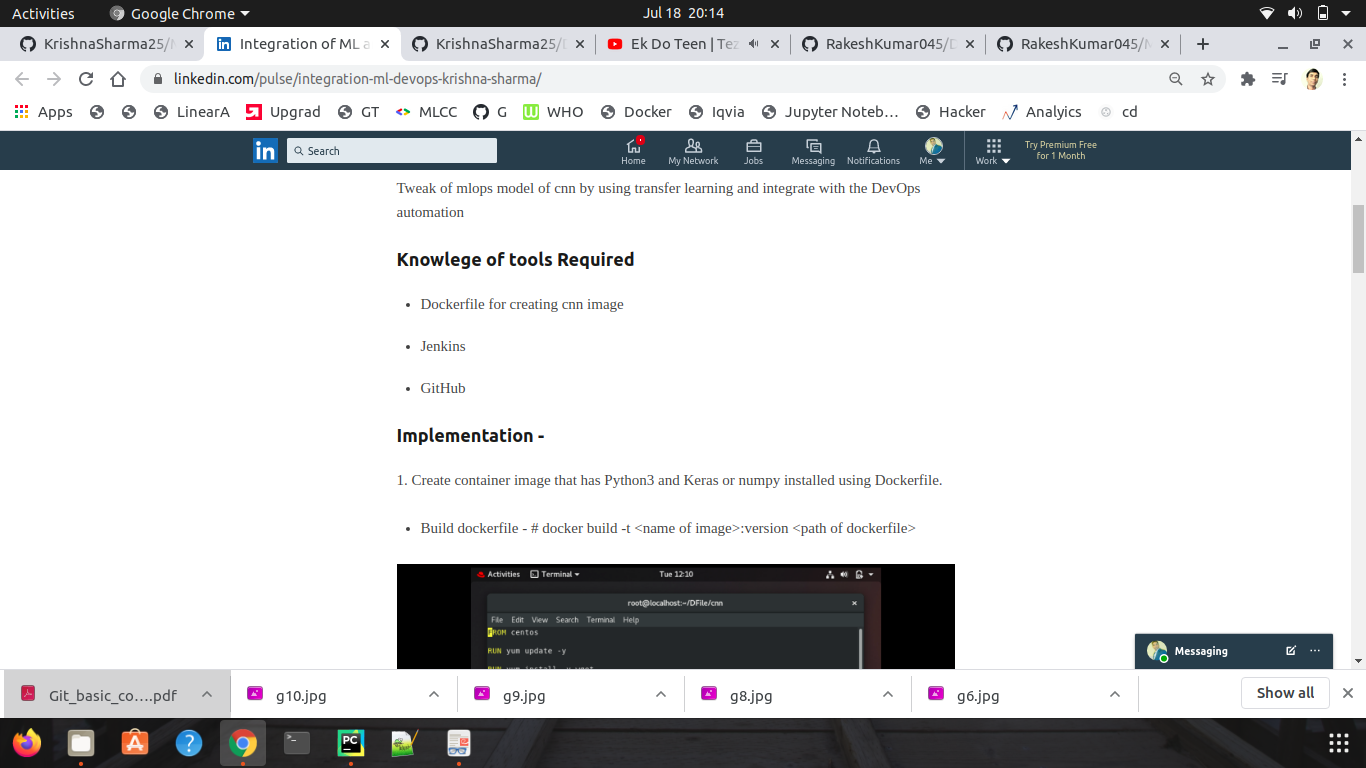 Activities Google Chrome Jul 18 20:14
KrishnaSharma25/ Integration of ML a KrishnaSharma25/ Ek Do Teen | Tez RakeshKumar045/ RakeshKumar045/
linkedin.com/pulse/integration-ml-devops-krishna-sharma/
Apps LinearA Upgrad GT MLCC G WHO Docker Iqvia Jupyter Noteb… Hacker Analyics cd
in Search Home My Network Jobs Messaging Notifications Me Work Try Premium Free
for 1 Month
Tweak of mlops model of cnn by using transfer learning and integrate with the DevOps
automation
Knowlege of tools Required
• Dockerfile for creating cnn image
• Jenkins
• GitHub
Implementation -
1. Create container image that has Python3 and Keras or numpy installed using Dockerfile.
• Build dockerfile - # docker build -t <name of image>:version <path of dockerfile>
Activities Terminal Tue 12:10
root@localhost:~/DFile/cnn
File Edit View Search Terminal Help
FROM centos
RUN yum update -y
Messaging
Git_basic_co….pdf g10.jpg g9.jpg g8.jpg g6.jpg Show all